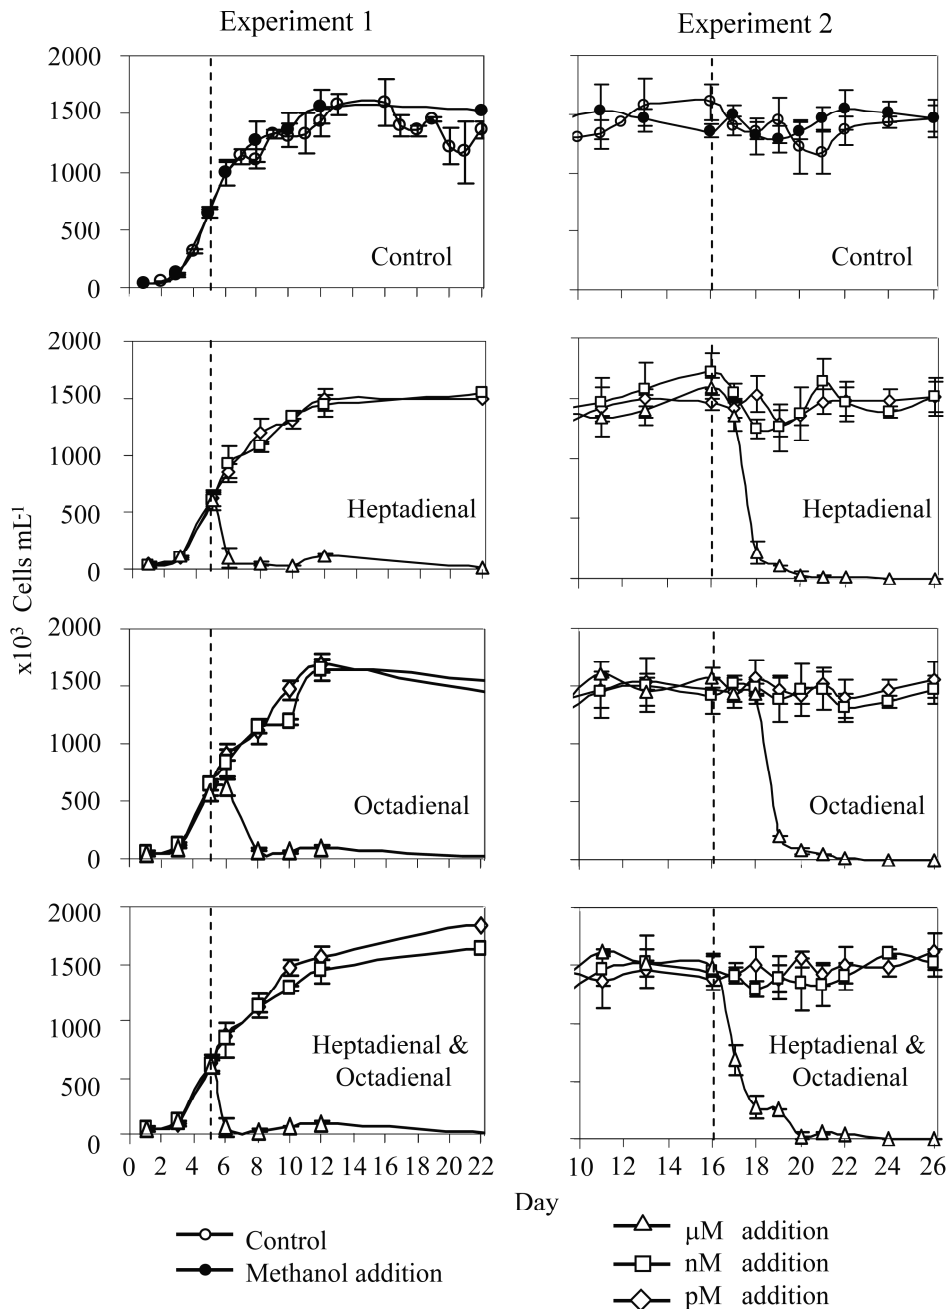 Experiment 1
Experiment 2
2000
1500
1000
500
0
Control
Control
2000
1500
1000
500
0
Heptadienal
Heptadienal
x10³ Cells mL⁻¹
2000
1500
1000
500
0
Octadienal
Octadienal
2000
1500
1000
500
0
Heptadienal &
Octadienal
Heptadienal &
Octadienal
0 2 4 6 8 10 12 14 16 18 20 22
10 12 14 16 18 20 22 24 26
Day
Control
Methanol addition
μM addition
nM addition
pM addition